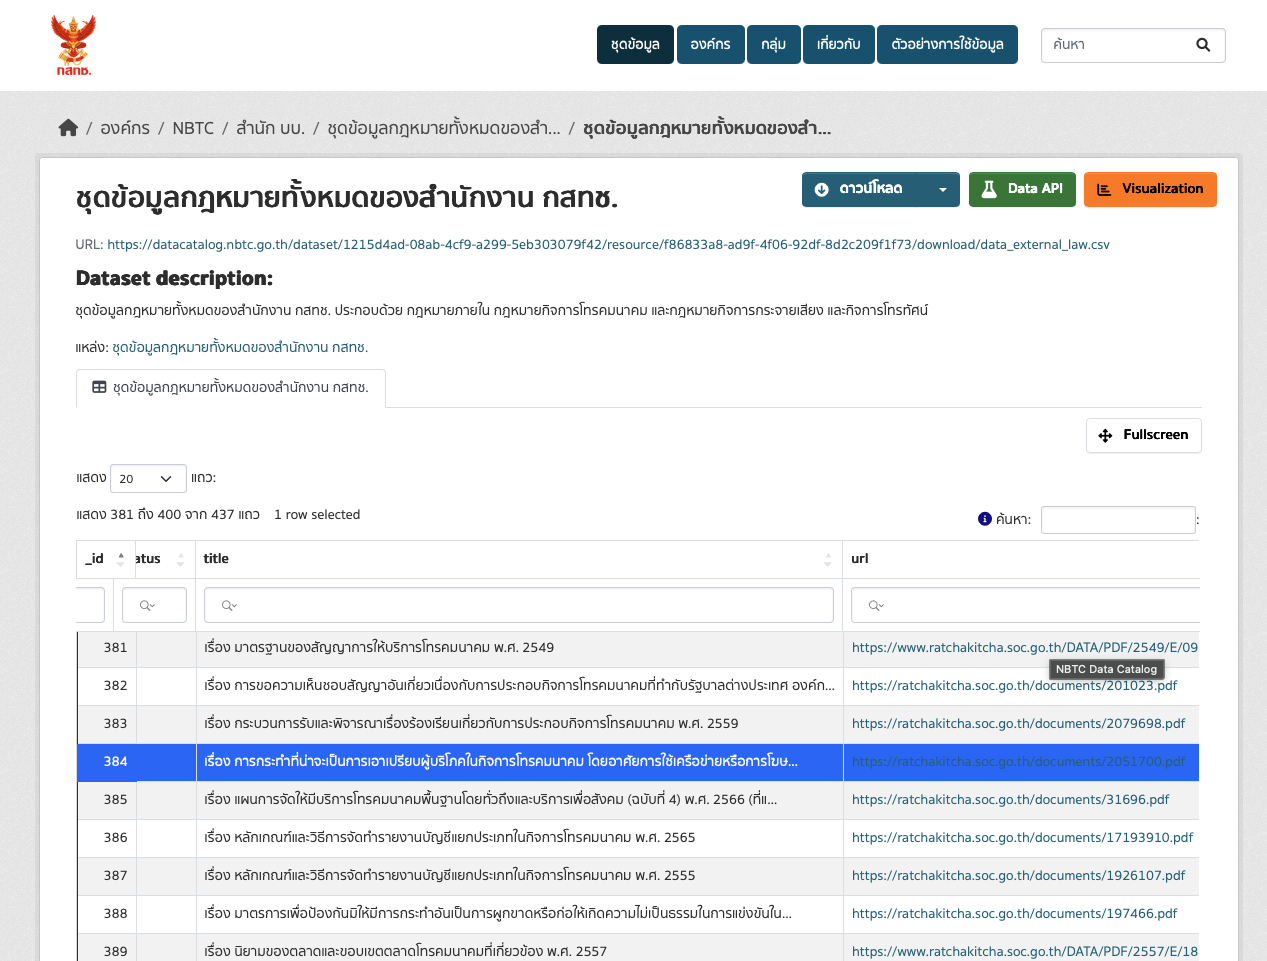 กสทช.
ชุดข้อมูล องค์กร กลุ่ม เกี่ยวกับ ตัวอย่างการใช้ข้อมูล ค้นหา
/ องค์กร / NBTC / สำนัก บบ. / ชุดข้อมูลกฎหมายทั้งหมดของสำ... / ชุดข้อมูลกฎหมายทั้งหมดของสำ...
ชุดข้อมูลกฎหมายทั้งหมดของสำนักงาน กสทช.
ดาวน์โหลด Data API Visualization
URL: https://datacatalog.nbtc.go.th/dataset/1215d4ad-08ab-4cf9-a299-5eb303079f42/resource/f86833a8-ad9f-4f06-92df-8d2c209f1f73/download/data_external_law.csv
Dataset description:
ชุดข้อมูลกฎหมายทั้งหมดของสำนักงาน กสทช. ประกอบด้วย กฎหมายภายใน กฎหมายกิจการโทรคมนาคม และกฎหมายกิจการกระจายเสียง และกิจการโทรทัศน์
แหล่ง: ชุดข้อมูลกฎหมายทั้งหมดของสำนักงาน กสทช.
ชุดข้อมูลกฎหมายทั้งหมดของสำนักงาน กสทช.
Fullscreen
แสดง 20 แถว:
แสดง 381 ถึง 400 จาก 437 แถว 1 row selected
ค้นหา: :
_id atus title url
381 เรื่อง มาตรฐานของสัญญาการให้บริการโทรคมนาคม พ.ศ. 2549 https://www.ratchakitcha.soc.go.th/DATA/PDF/2549/E/09
NBTC Data Catalog
382 เรื่อง การขอความเห็นชอบสัญญาอันเกี่ยวเนื่องกับการประกอบกิจการโทรคมนาคมที่ทำกับรัฐบาลต่างประเทศ องค์ก... https://ratchakitcha.soc.go.th/documents/201023.pdf
383 เรื่อง กระบวนการรับและพิจารณาเรื่องร้องเรียนเกี่ยวกับการประกอบกิจการโทรคมนาคม พ.ศ. 2559 https://ratchakitcha.soc.go.th/documents/2079698.pdf
384 เรื่อง การกระทำที่น่าจะเป็นการเอาเปรียบผู้บริโภคในกิจการโทรคมนาคม โดยอาศัยการใช้เครือข่ายหรือการโฆษ... https://ratchakitcha.soc.go.th/documents/2051700.pdf
385 เรื่อง แผนการจัดให้มีบริการโทรคมนาคมพื้นฐานโดยทั่วถึงและบริการเพื่อสังคม (ฉบับที่ 4) พ.ศ. 2566 (ที่แ... https://ratchakitcha.soc.go.th/documents/31696.pdf
386 เรื่อง หลักเกณฑ์และวิธีการจัดทำรายงานบัญชีแยกประเภทในกิจการโทรคมนาคม พ.ศ. 2565 https://ratchakitcha.soc.go.th/documents/17193910.pdf
387 เรื่อง หลักเกณฑ์และวิธีการจัดทำรายงานบัญชีแยกประเภทในกิจการโทรคมนาคม พ.ศ. 2555 https://ratchakitcha.soc.go.th/documents/1926107.pdf
388 เรื่อง มาตรการเพื่อป้องกันมิให้มีการกระทำอันเป็นการผูกขาดหรือก่อให้เกิดความไม่เป็นธรรมในการแข่งขันใน... https://ratchakitcha.soc.go.th/documents/197466.pdf
389 เรื่อง นิยามของตลาดและขอบเขตตลาดโทรคมนาคมที่เกี่ยวข้อง พ.ศ. 2557 https://www.ratchakitcha.soc.go.th/DATA/PDF/2557/E/18